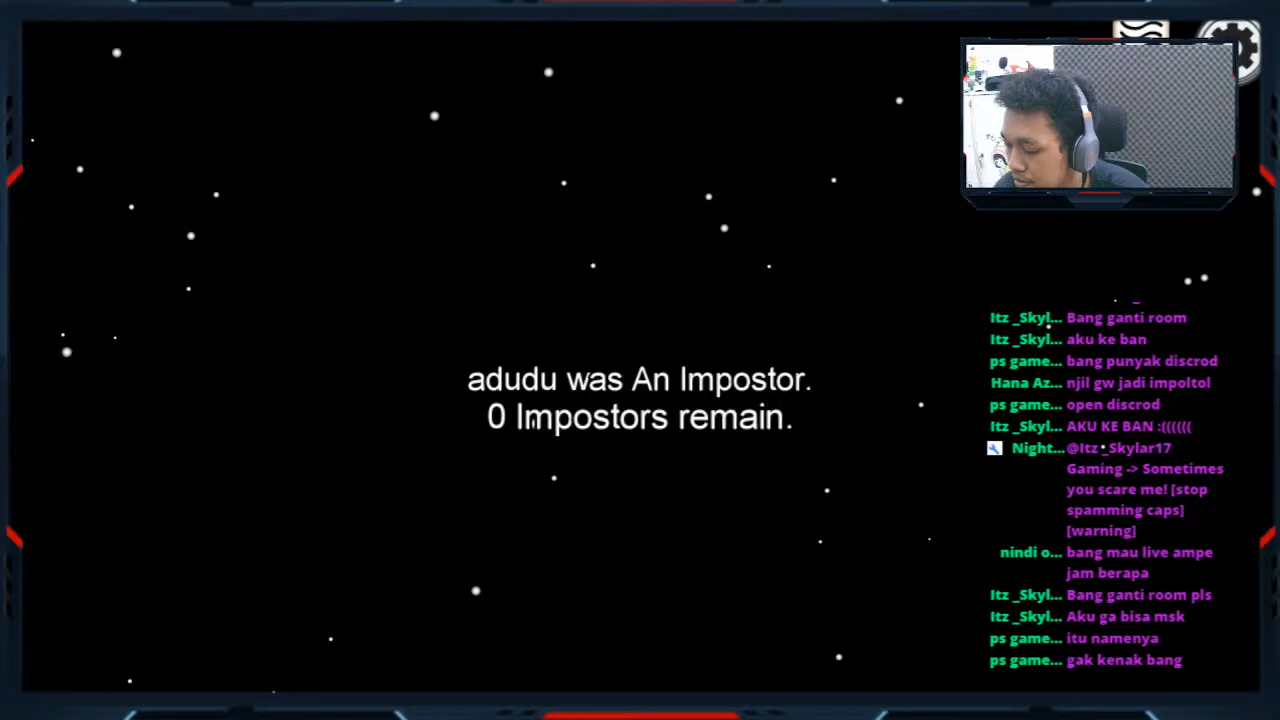 adudu was An Impostor.
0 Impostors remain.
Itz _Skyl... Bang ganti room
Itz _Skyl... aku ke ban
ps game... bang punyak discrod
Hana Az... njil gw jadi impoltol
ps game... open discrod
Itz _Skyl... AKU KE BAN :((((((
Night... @Itz _Skylar17
Gaming -> Sometimes
you scare me! [stop
spamming caps]
[warning]
nindi o... bang mau live ampe
jam berapa
Itz _Skyl... Bang ganti room pls
Itz _Skyl... Aku ga bisa msk
ps game... itu namenya
ps game... gak kenak bang